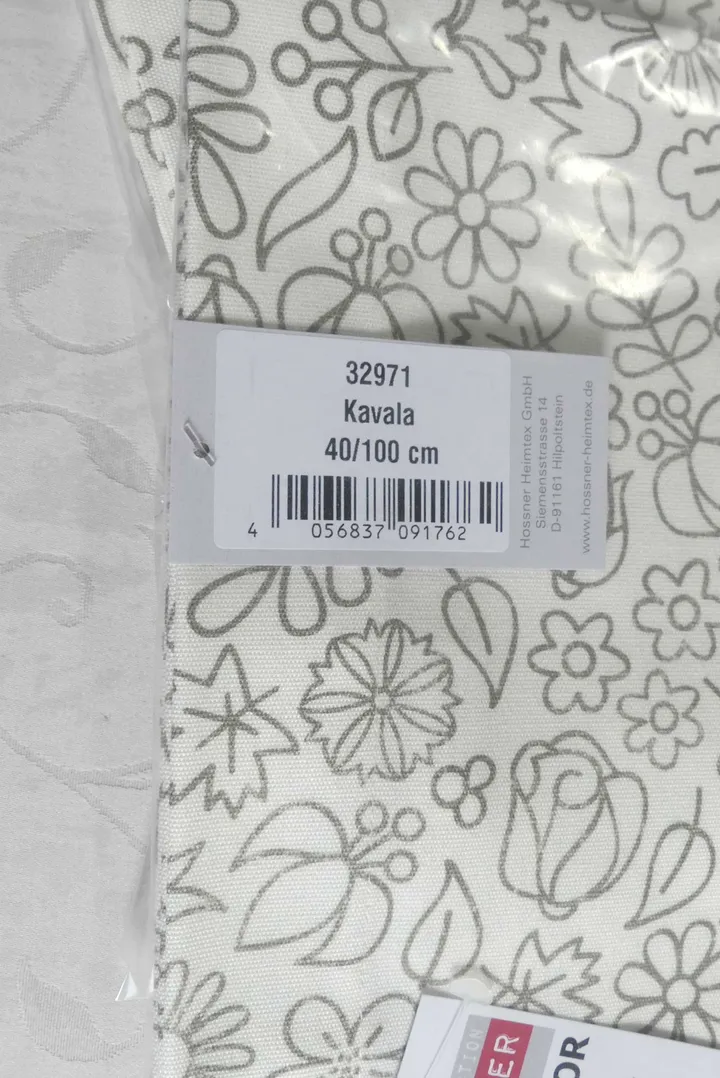 32971
Kavala
40/100 cm
4 056837 091762
Hossner Heimtex GmbH
Siemensstrasse 14
D-91161 Hilpoltstein
www.hossner-heimtex.de